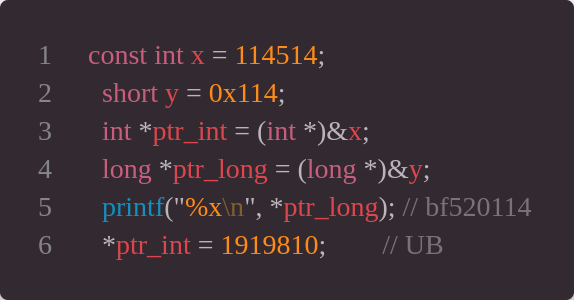 1 const int x = 114514;
2 short y = 0x114;
3 int *ptr_int = (int *)&x;
4 long *ptr_long = (long *)&y;
5 printf("%x\n", *ptr_long); // bf520114
6 *ptr_int = 1919810; // UB